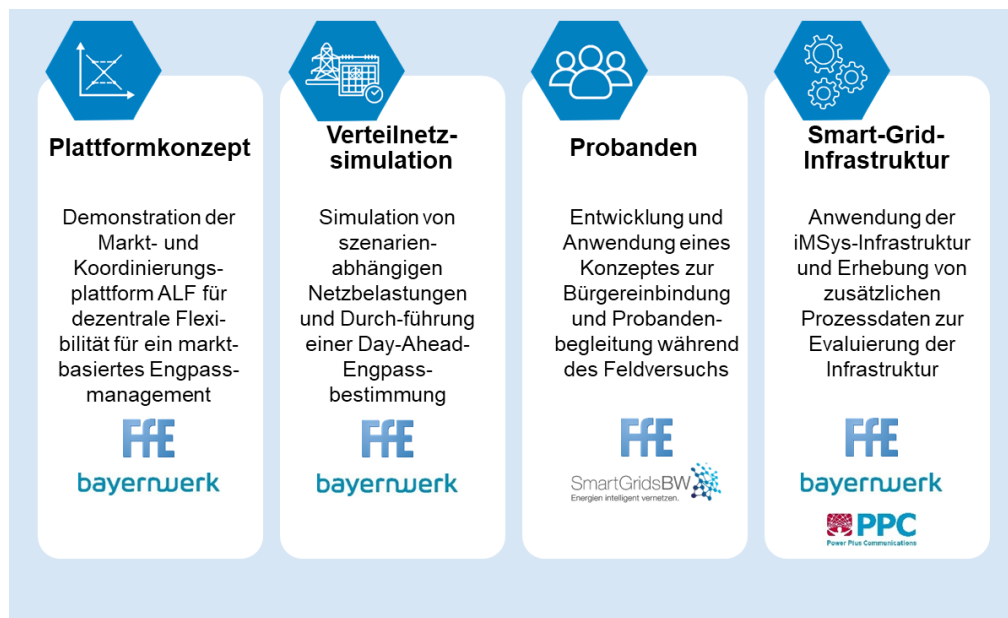 Plattformkonzept
Demonstration der
Markt- und
Koordinierungs-
plattform ALF für
dezentrale Flexi-
bilität für ein markt-
basiertes Engpass-
management
FfE
bayernwerk
Verteilnetz-
simulation
Simulation von
szenarien-
abhängigen
Netzbelastungen
und Durch-führung
einer Day-Ahead-
Engpass-
bestimmung
FfE
bayernwerk
Probanden
Entwicklung und
Anwendung eines
Konzeptes zur
Bürgereinbindung
und Probanden-
begleitung während
des Feldversuchs
FfE
SmartGridsBW
Energien intelligent vernetzen.
Smart-Grid-
Infrastruktur
Anwendung der
iMSys-Infrastruktur
und Erhebung von
zusätzlichen
Prozessdaten zur
Evaluierung der
Infrastruktur
FfE
bayernwerk
PPC
Power Plus Communications